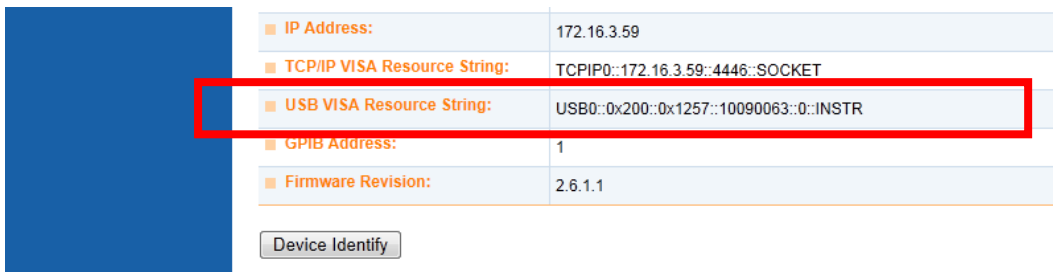 IP Address: 172.16.3.59
TCP/IP VISA Resource String: TCPIP0::172.16.3.59::4446::SOCKET
USB VISA Resource String: USB0::0x200::0x1257::10090063::0::INSTR
GPIB Address: 1
Firmware Revision: 2.6.1.1
Device Identify